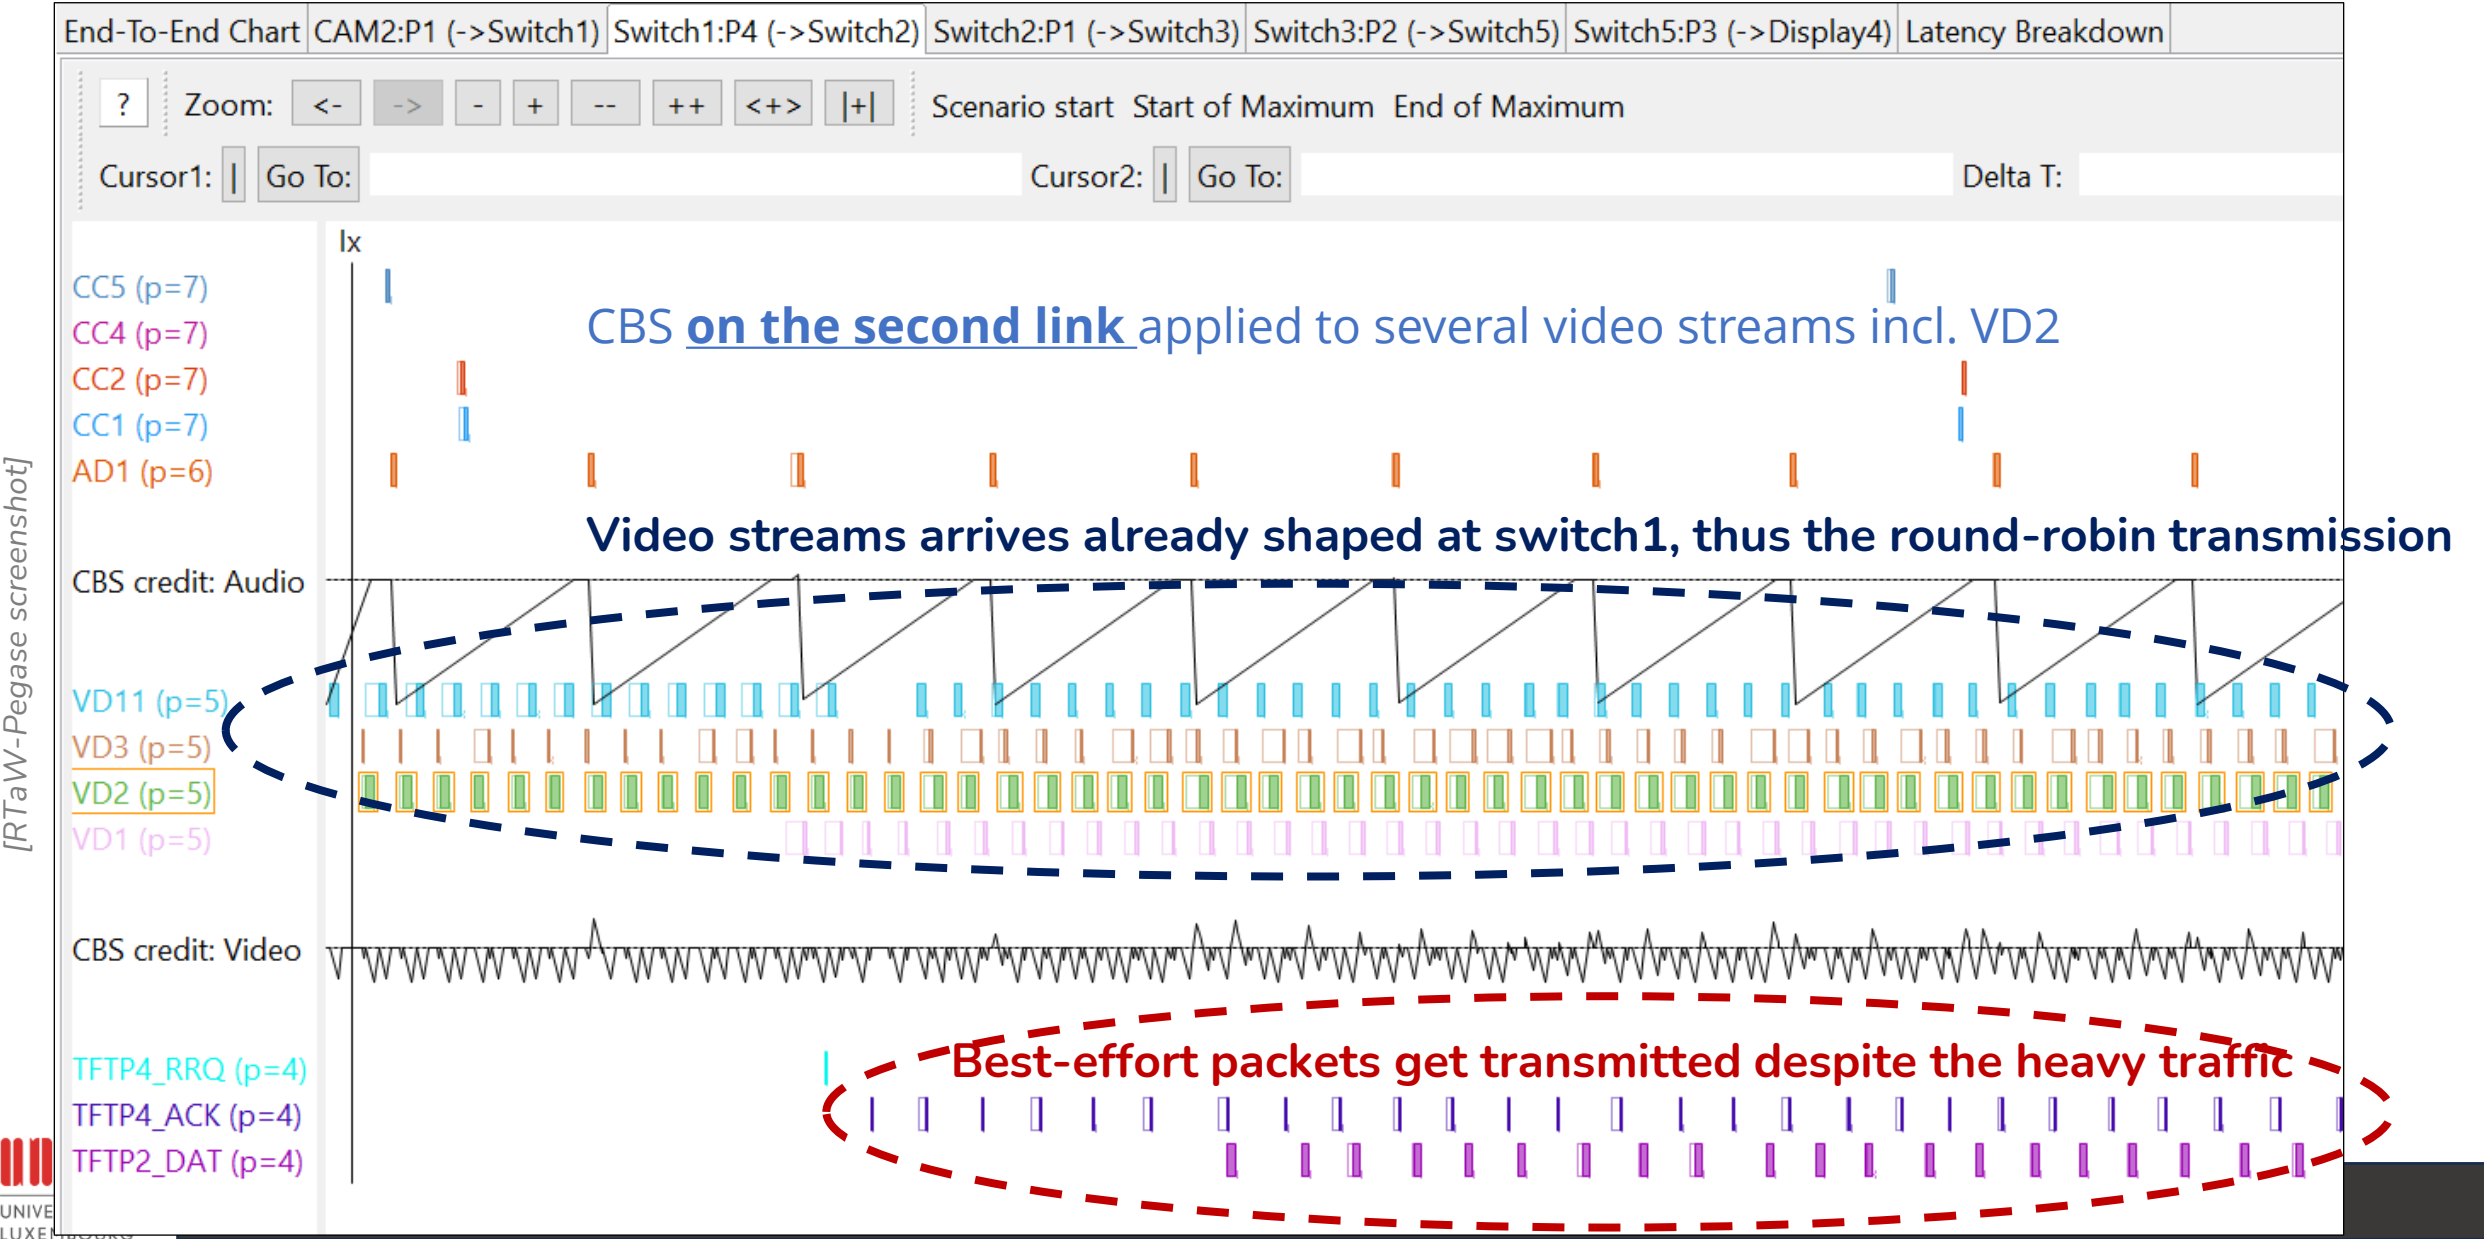 End-To-End Chart CAM2:P1 (->Switch1) Switch1:P4 (->Switch2) Switch2:P1 (->Switch3) Switch3:P2 (->Switch5) Switch5:P3 (->Display4) Latency Breakdown
? Zoom: <- -> - + -- ++ <+> |+| Scenario start Start of Maximum End of Maximum
Cursor1: | Go To: Cursor2: | Go To: Delta T:
Ix
CC5 (p=7)
CBS on the second link applied to several video streams incl. VD2
CC4 (p=7)
CC2 (p=7)
CC1 (p=7)
AD1 (p=6)
Video streams arrives already shaped at switch1, thus the round-robin transmission
CBS credit: Audio
VD11 (p=5)
VD3 (p=5)
VD2 (p=5)
VD1 (p=5)
CBS credit: Video
Best-effort packets get transmitted despite the heavy traffic
TFTP4_RRQ (p=4)
TFTP4_ACK (p=4)
TFTP2_DAT (p=4)
[RTaW-Pegase screenshot]
UNIVE